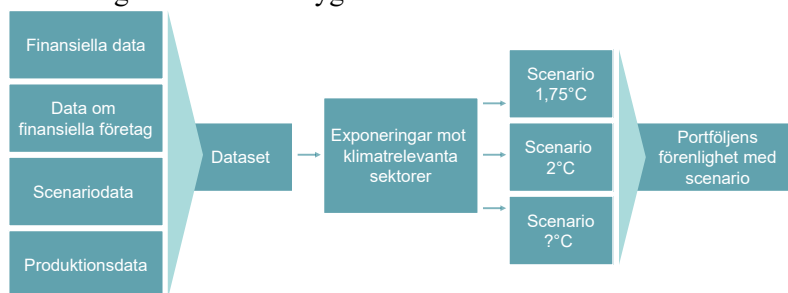 Finansiella data
Data om
finansiella företag
Scenariodata
Produktionsdata
Dataset
Exponeringar mot
klimatrelevanta
sektorer
Scenario
1,75°C
Scenario
2°C
Scenario
?°C
Portföljens
förenlighet med
scenario